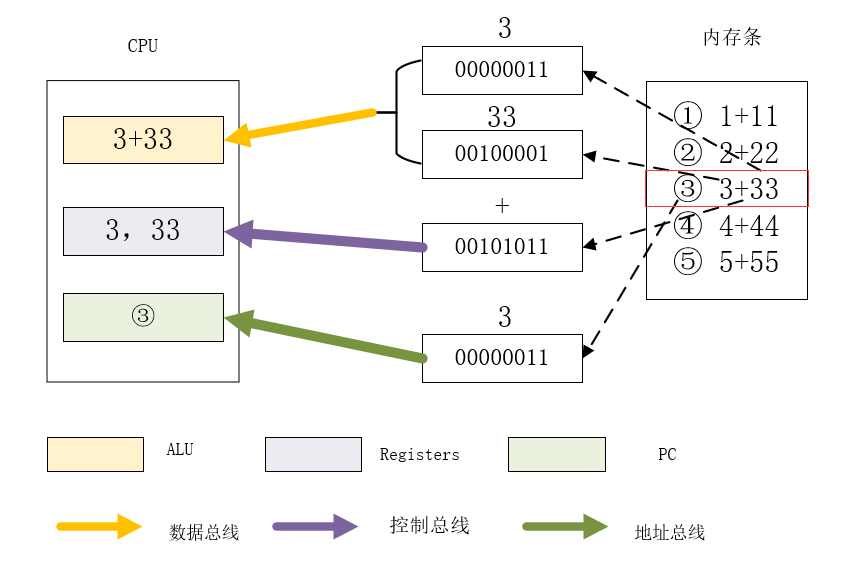 CPU
3+33
3, 33
③
3
00000011
33
00100001
+
00101011
3
00000011
内存条
① 1+11
② 2+22
③ 3+33
④ 4+44
⑤ 5+55
ALU
Registers
PC
数据总线
控制总线
地址总线